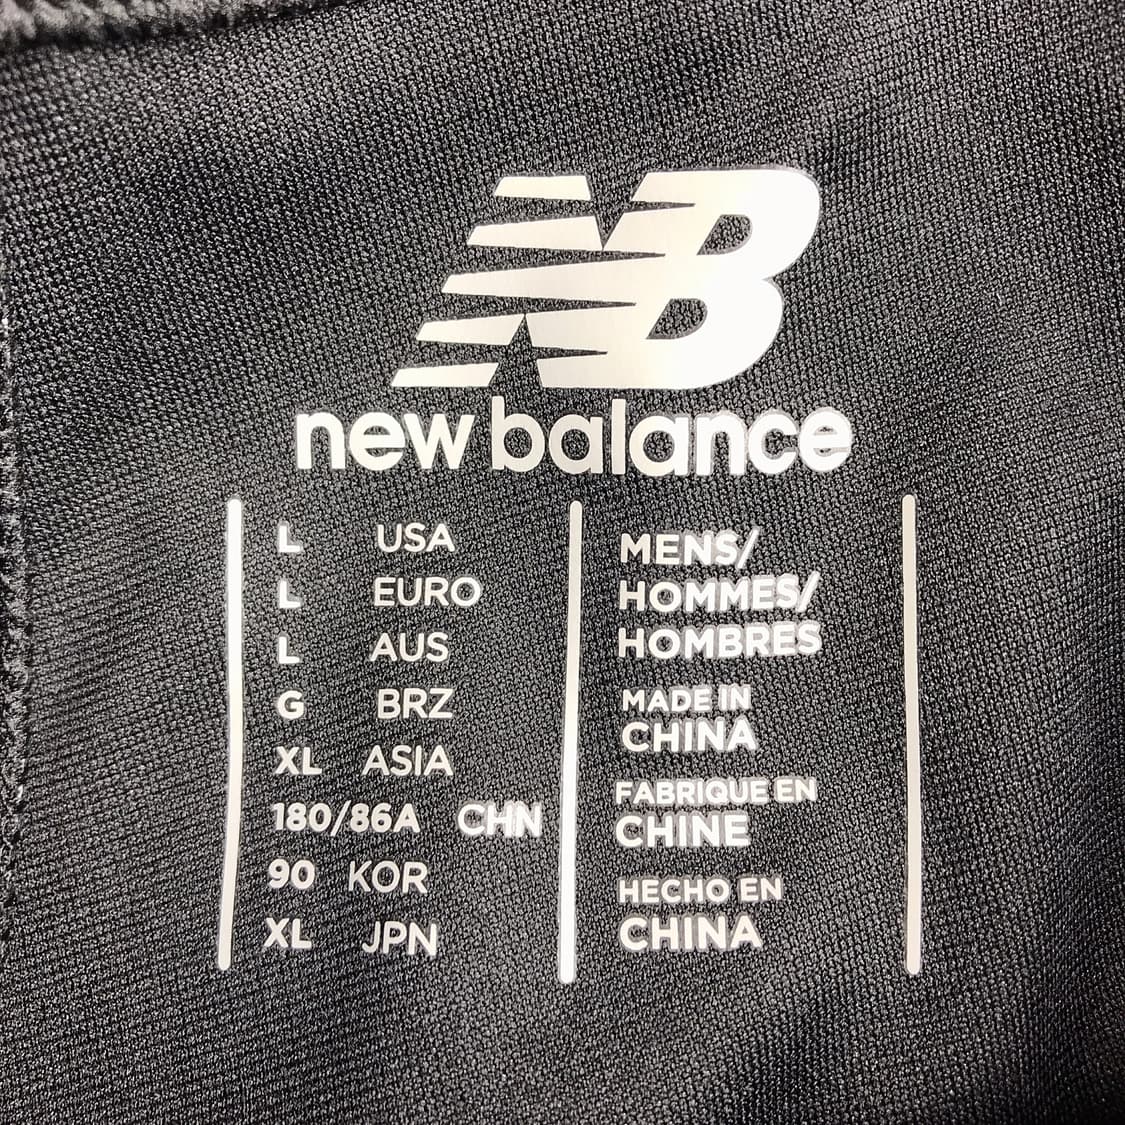 NB
new balance
L USA
L EURO
L AUS
G BRZ
XL ASIA
180/86A CHN
90 KOR
XL JPN
MENS/
HOMMES/
HOMBRES
MADE IN
CHINA
FABRIQUE EN
CHINE
HECHO EN
CHINA